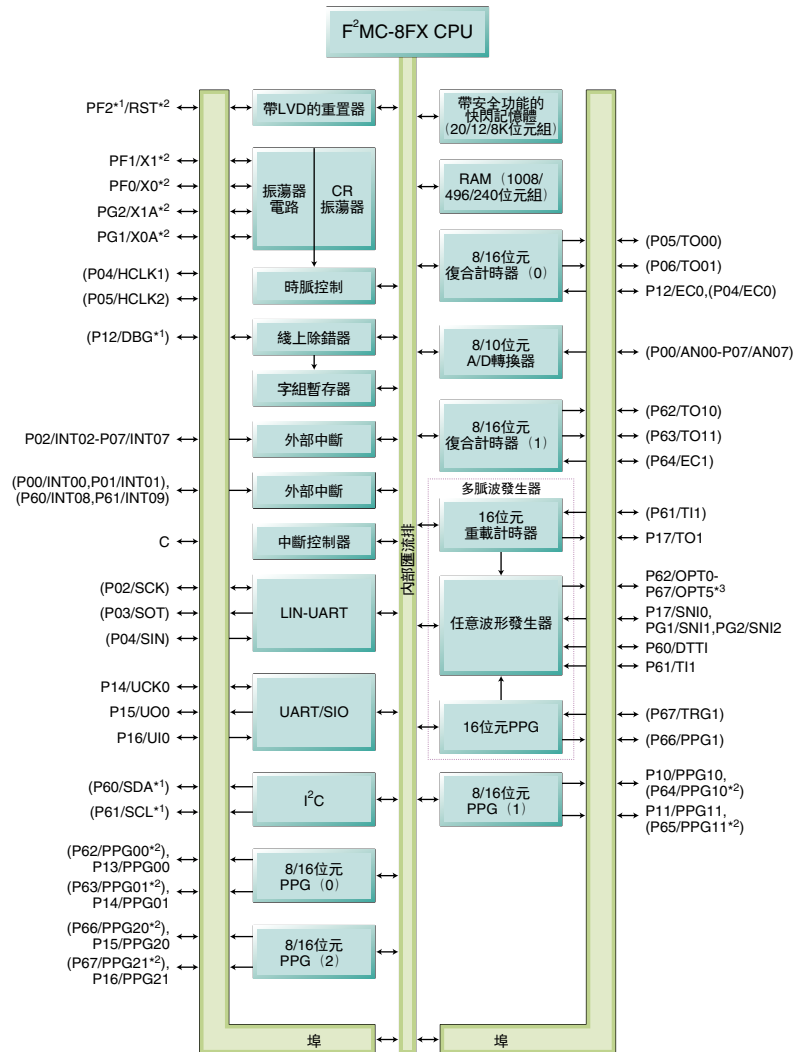 F²MC-8FX CPU
PF2*1/RST*2
帶LVD的重置器
PF1/X1*2
PF0/X0*2
PG2/X1A*2
PG1/X0A*2
振蕩器
電路
CR
振蕩器
(P04/HCLK1)
(P05/HCLK2)
時脈控制
(P12/DBG*1)
綫上除錯器
字組暫存器
P02/INT02-P07/INT07
外部中斷
(P00/INT00,P01/INT01),
(P60/INT08,P61/INT09)
外部中斷
C
中斷控制器
(P02/SCK)
(P03/SOT)
(P04/SIN)
LIN-UART
P14/UCK0
P15/UO0
P16/UI0
UART/SIO
(P60/SDA*1)
(P61/SCL*1)
I²C
(P62/PPG00*2),
P13/PPG00
(P63/PPG01*2),
P14/PPG01
8/16位元
PPG（0）
(P66/PPG20*2),
P15/PPG20
(P67/PPG21*2),
P16/PPG21
8/16位元
PPG（2）
埠
內部匯流排
帶安全功能的
快閃記憶體
(20/12/8K位元組)
RAM（1008/
496/240位元組)
8/16位元
復合計時器（0）
(P05/TO00)
(P06/TO01)
P12/EC0,(P04/EC0)
8/10位元
A/D轉換器
(P00/AN00-P07/AN07)
8/16位元
復合計時器（1）
(P62/TO10)
(P63/TO11)
(P64/EC1)
多脈波發生器
16位元
重載計時器
(P61/TI1)
P17/TO1
任意波形發生器
P62/OPT0-
P67/OPT5*3
P17/SNI0,
PG1/SNI1,PG2/SNI2
P60/DTTI
P61/TI1
16位元PPG
(P67/TRG1)
(P66/PPG1)
8/16位元
PPG（1）
P10/PPG10,
(P64/PPG10*2)
P11/PPG11,
(P65/PPG11*2)
埠